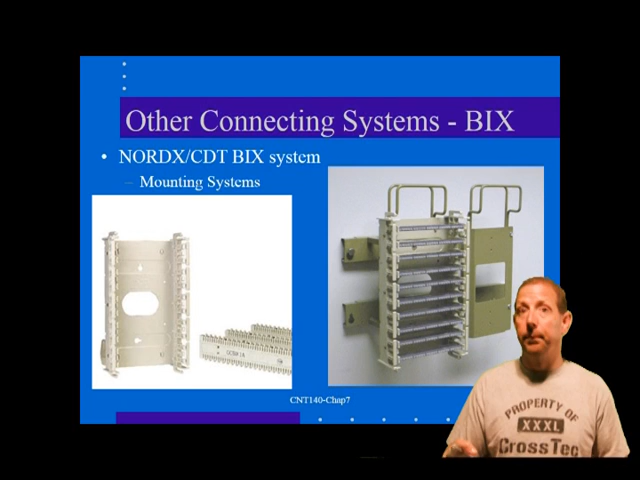 Other Connecting Systems - BIX
• NORDX/CDT BIX system
– Mounting Systems
CNT140-Chap7
PROPERTY OF
XXXL
CrossTec